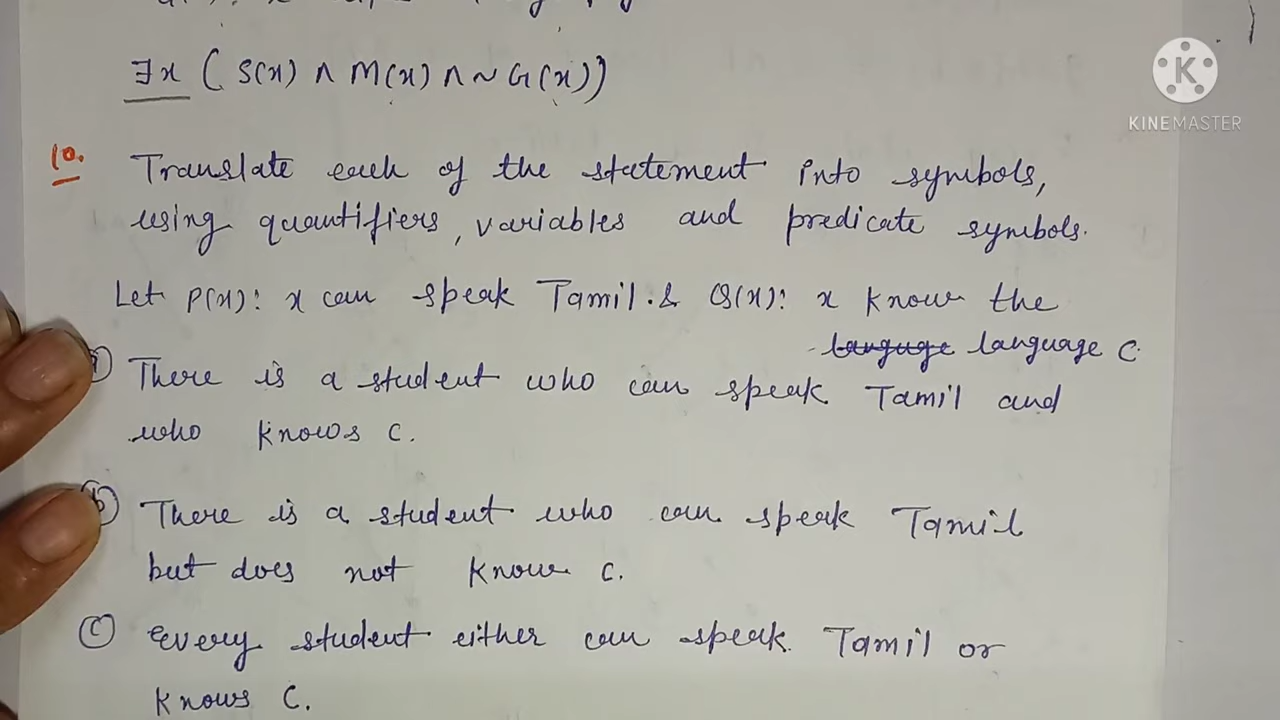 ∃x ( S(x) ∧ M(x) ∧ ~ G(x))
KINEMASTER
10. Translate each of the statement into symbols,
using quantifiers, variables and predicate symbols.
Let P(x): x can speak Tamil. & Q(x): x know the
language C.
a) There is a student who can speak Tamil and
who knows C.
b) There is a student who can speak Tamil
but does not know C.
c) Every student either can speak Tamil or
knows C.